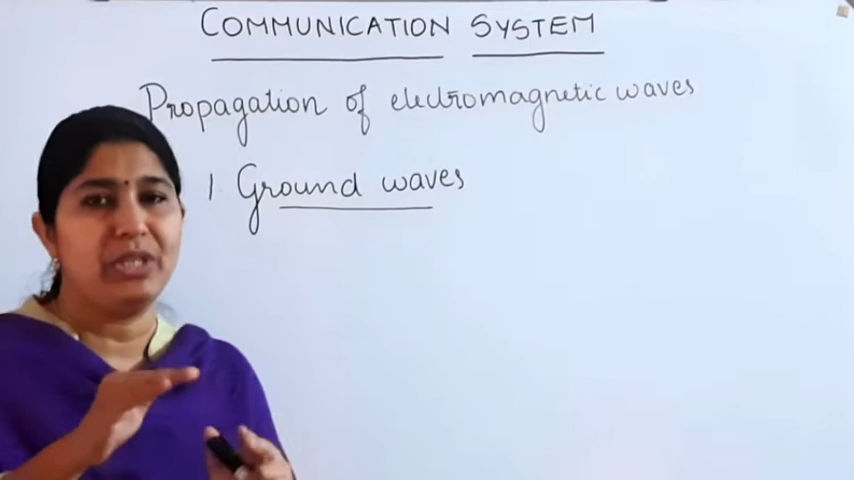 COMMUNICATION SYSTEM
Propagation of electromagnetic waves
1 Ground waves